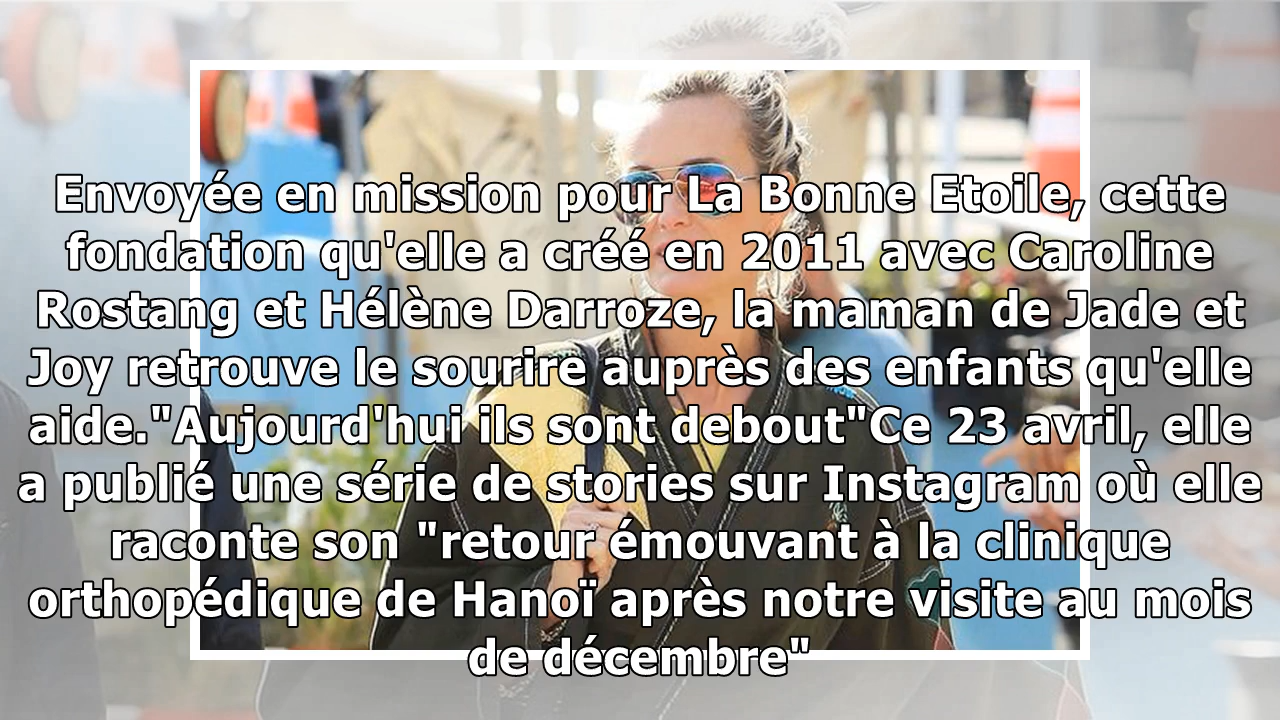 Envoyée en mission pour La Bonne Etoile, cette
fondation qu'elle a créé en 2011 avec Caroline
Rostang et Hélène Darroze, la maman de Jade et
Joy retrouve le sourire auprès des enfants qu'elle
aide."Aujourd'hui ils sont debout"Ce 23 avril, elle
a publié une série de stories sur Instagram où elle
raconte son "retour émouvant à la clinique
orthopédique de Hanoï après notre visite au mois
de décembre"